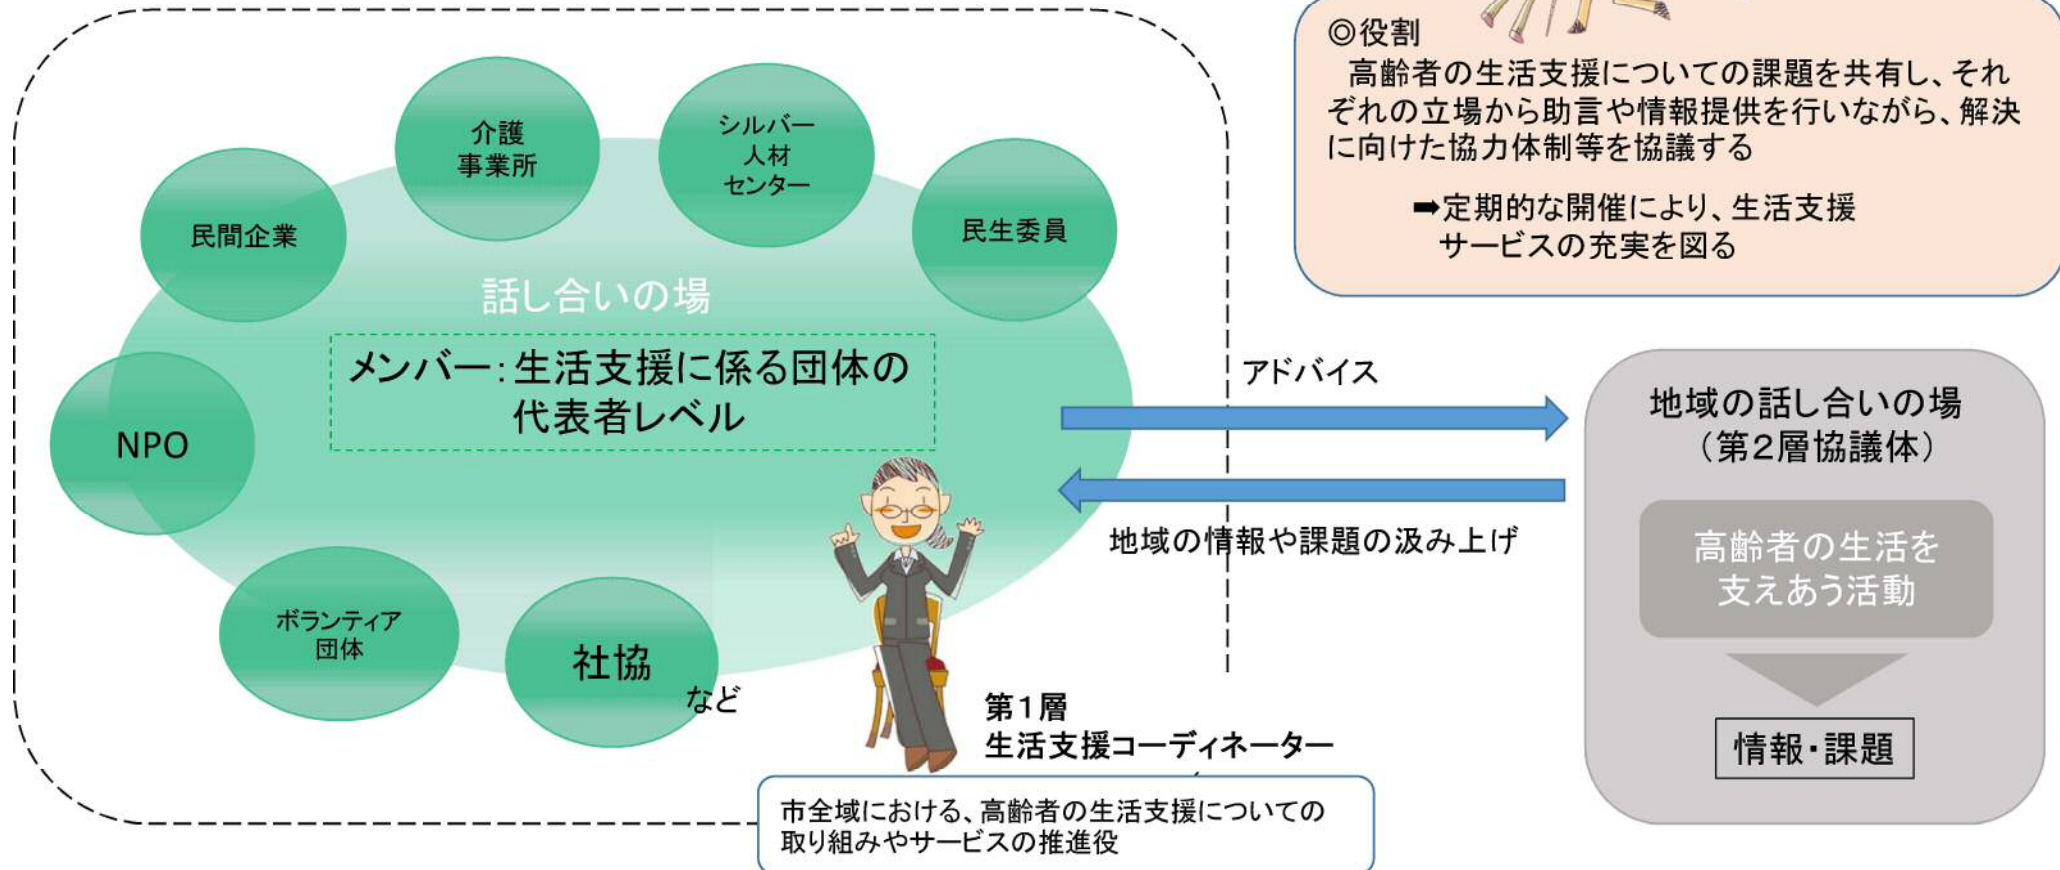 介護
事業所
シルバー
人材
センター
民間企業
民生委員
話し合いの場
メンバー：生活支援に係る団体の
代表者レベル
NPO
ボランティア
団体
社協
など
第１層
生活支援コーディネーター
市全域における、高齢者の生活支援についての
取り組みやサービスの推進役
◎役割
高齢者の生活支援についての課題を共有し、それ
ぞれの立場から助言や情報提供を行いながら、解決
に向けた協力体制等を協議する
➡定期的な開催により、生活支援
サービスの充実を図る
アドバイス
地域の情報や課題の汲み上げ
地域の話し合いの場
（第２層協議体）
高齢者の生活を
支えあう活動
情報・課題